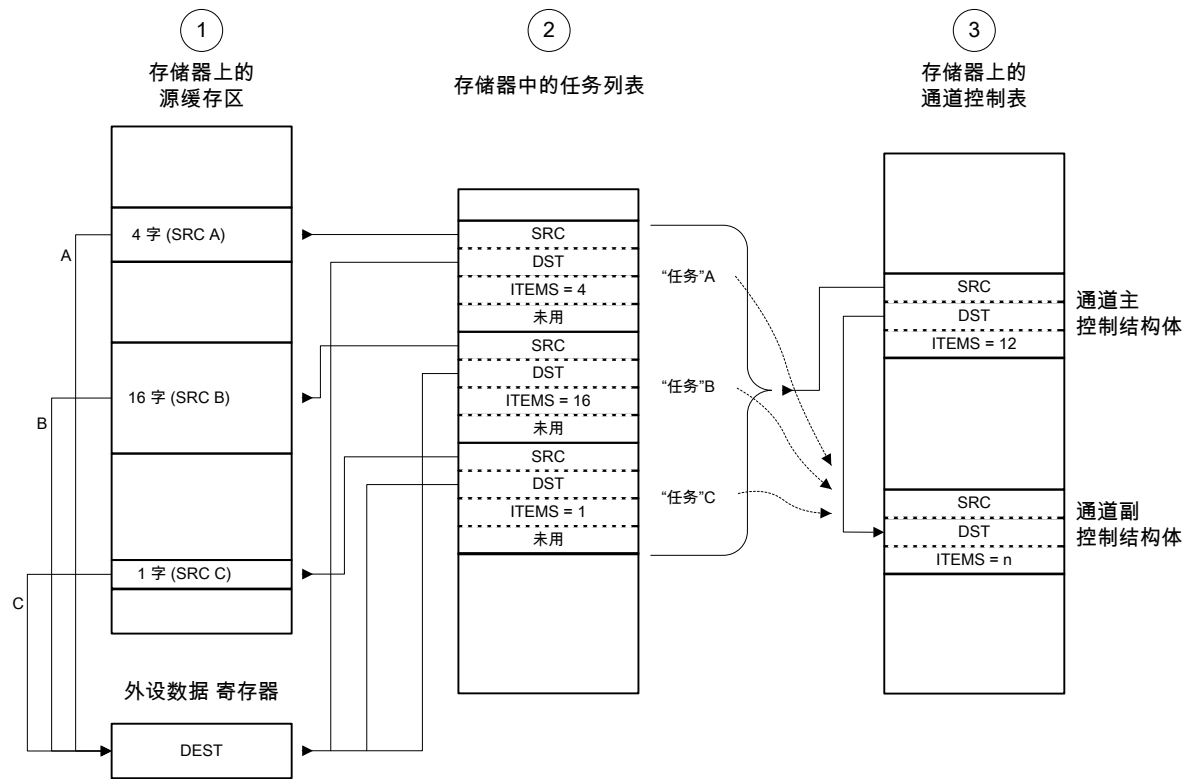 1
存储器上的
源缓存区
4 字 (SRC A)
16 字 (SRC B)
1 字 (SRC C)
A
B
C
外设数据 寄存器
DEST
2
存储器中的任务列表
SRC
DST
ITEMS = 4
未用
SRC
DST
ITEMS = 16
未用
SRC
DST
ITEMS = 1
未用
“任务”A
“任务”B
“任务”C
3
存储器上的
通道控制表
SRC
DST
ITEMS = 12
通道主
控制结构体
SRC
DST
ITEMS = n
通道副
控制结构体